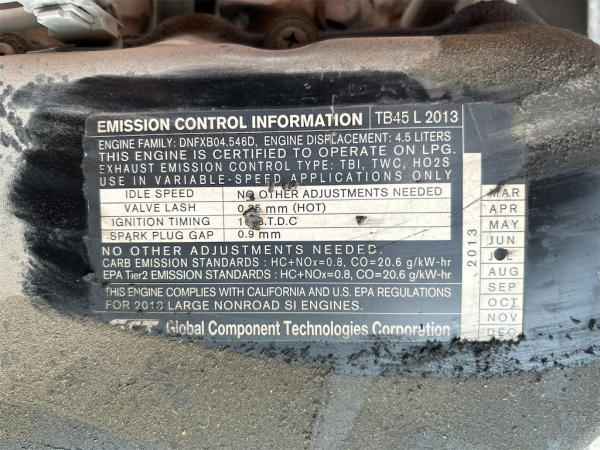 EMISSION CONTROL INFORMATION TB45 L 2013
ENGINE FAMILY: DNFXB04.546D, ENGINE DISPLACEMENT: 4.5 LITERS
THIS ENGINE IS CERTIFIED TO OPERATE ON LPG.
EXHAUST EMISSION CONTROL TYPE: TBI, TWC, HO2S
USE IN VARIABLE-SPEED APPLICATIONS ONLY
IDLE SPEED NO OTHER ADJUSTMENTS NEEDED
VALVE LASH mm (HOT)
IGNITION TIMING
SPARK PLUG GAP 0.9 mm
NO OTHER ADJUSTMENTS NEEDED.
CARB EMISSION STANDARDS : HC+NOx=0.8, CO=20.6 g/kW-hr
EPA Tier2 EMISSION STANDARDS : HC+NOx=0.8, CO=20.6 g/kW-hr
THIS ENGINE COMPLIES WITH CALIFORNIA AND U.S. EPA REGULATIONS
FOR 2013 LARGE NONROAD SI ENGINES.
GCT Global Component Technologies Corporation
2013
MAR
APR
MAY
JUN
AUG
SEP
OCT
NOV
DEC